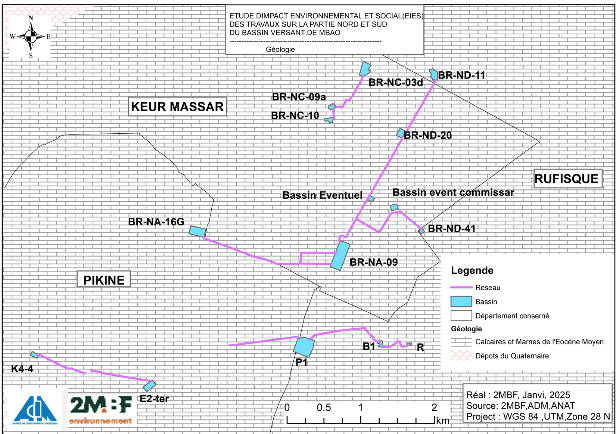 ETUDE DIMPACT ENVIRONNEMENTAL ET SOCIAL(EIES)
DES TRAVAUX SUR LA PARTIE NORD ET SUD
DU BASSIN VERSANT DE MBAO
Géologie
N
W E
S
BR-NC-03d
BR-ND-11
BR-NC-09a
BR-NC-10
KEUR MASSAR
BR-ND-20
RUFISQUE
Bassin Eventuel
Bassin event commissar
BR-NA-16G
BR-ND-41
BR-NA-09
PIKINE
Legende
Reseau
Bassin
Département conserné
Géologie
Calcaires et Marnes de l'Eocène Moyen
Dépots du Quaternaire
B1
R
P1
K4-4
E2-ter
ADM
2MBF
environnement
0 0.5 1 2
km
Réal : 2MBF, Janvi, 2025
Source: 2MBF,ADM,ANAT
Project : WGS 84 ,UTM,Zone 28 N